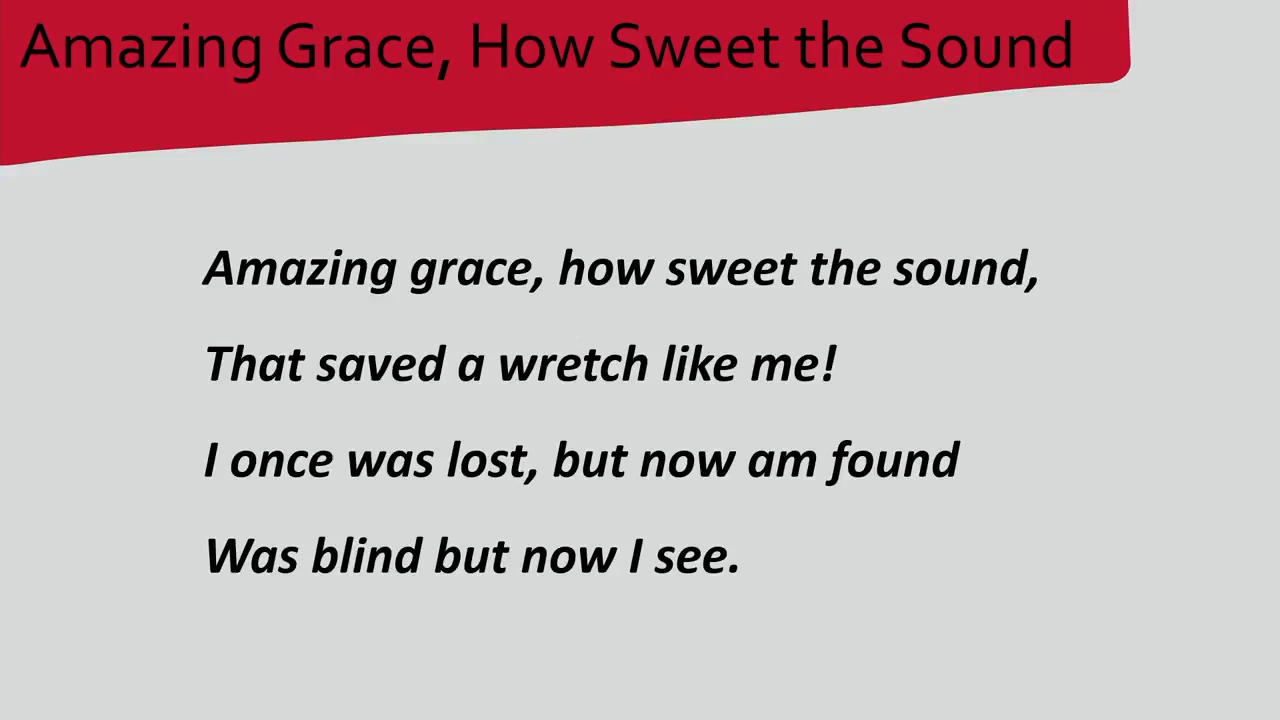 Amazing Grace, How Sweet the Sound
Amazing grace, how sweet the sound,
That saved a wretch like me!
I once was lost, but now am found
Was blind but now I see.